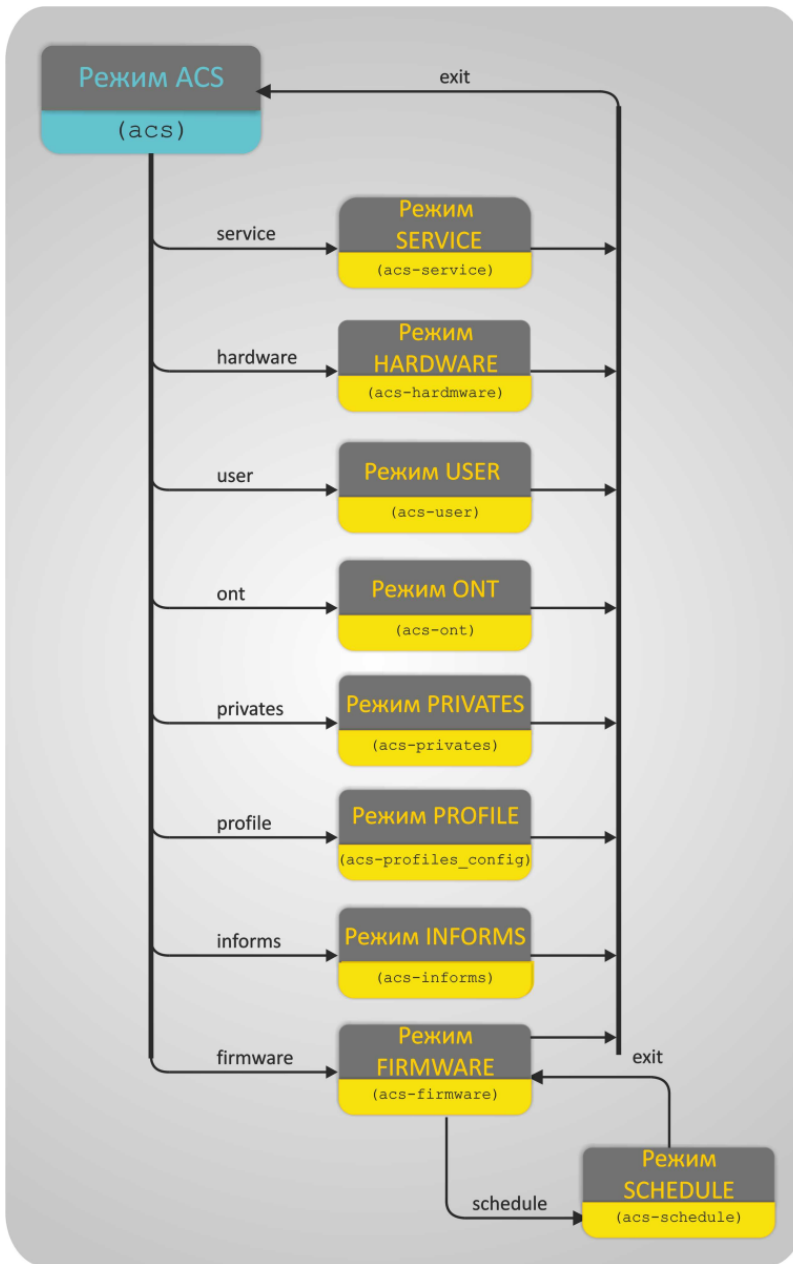 Режим ACS
(acs)
exit
service
Режим
SERVICE
(acs-service)
hardware
Режим
HARDWARE
(acs-hardmware)
user
Режим USER
(acs-user)
ont
Режим ONT
(acs-ont)
privates
Режим PRIVATES
(acs-privates)
profile
Режим PROFILE
(acs-profiles_config)
informs
Режим INFORMS
(acs-informs)
firmware
Режим
FIRMWARE
(acs-firmware)
exit
schedule
Режим
SCHEDULE
(acs-schedule)